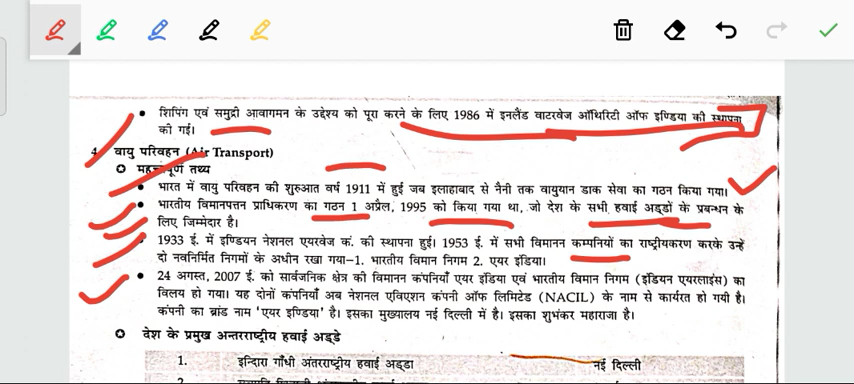 • शिपिंग एवं समुद्री आवागमन के उद्देश्य को पूरा करने के लिए 1986 में इनलैंड वाटरवेज ऑथिरिटी ऑफ इण्डिया की स्थापना
की गई।
4. वायु परिवहन (Air Transport)
महत्त्वपूर्ण तथ्य
• भारत में वायु परिवहन की शुरुआत वर्ष 1911 में हुई जब इलाहाबाद से नैनी तक वायुयान डाक सेवा का गठन किया गया।
• भारतीय विमानपत्तन प्राधिकरण का गठन 1 अप्रैल, 1995 को किया गया था, जो देश के सभी हवाई अड्डों के प्रबन्धन के
लिए जिम्मेदार है।
1933 ई. में इण्डियन नेशनल एयरवेज कं. की स्थापना हुई। 1953 ई. में सभी विमानन कम्पनियों का राष्ट्रीयकरण करके उन्हें
दो नवनिर्मित निगमों के अधीन रखा गया-1. भारतीय विमान निगम 2. एयर इंडिया।
• 24 अगस्त, 2007 ई. को सार्वजनिक क्षेत्र की विमानन कंपनियाँ एयर इंडिया एवं भारतीय विमान निगम (इंडियन एयरलाइंस) का
विलय हो गया। यह दोनों कंपनियाँ अब नेशनल एविएशन कंपनी ऑफ लिमिटेड (NACIL) के नाम से कार्यरत हो गयी है।
कंपनी का ब्रांड नाम 'एयर इण्डिया' है। इसका मुख्यालय नई दिल्ली में है। इसका शुभंकर महाराजा है।
देश के प्रमुख अन्तरराष्ट्रीय हवाई अड्डे
1. इन्दिरा गाँधी अंतरराष्ट्रीय हवाई अड्डा नई दिल्ली